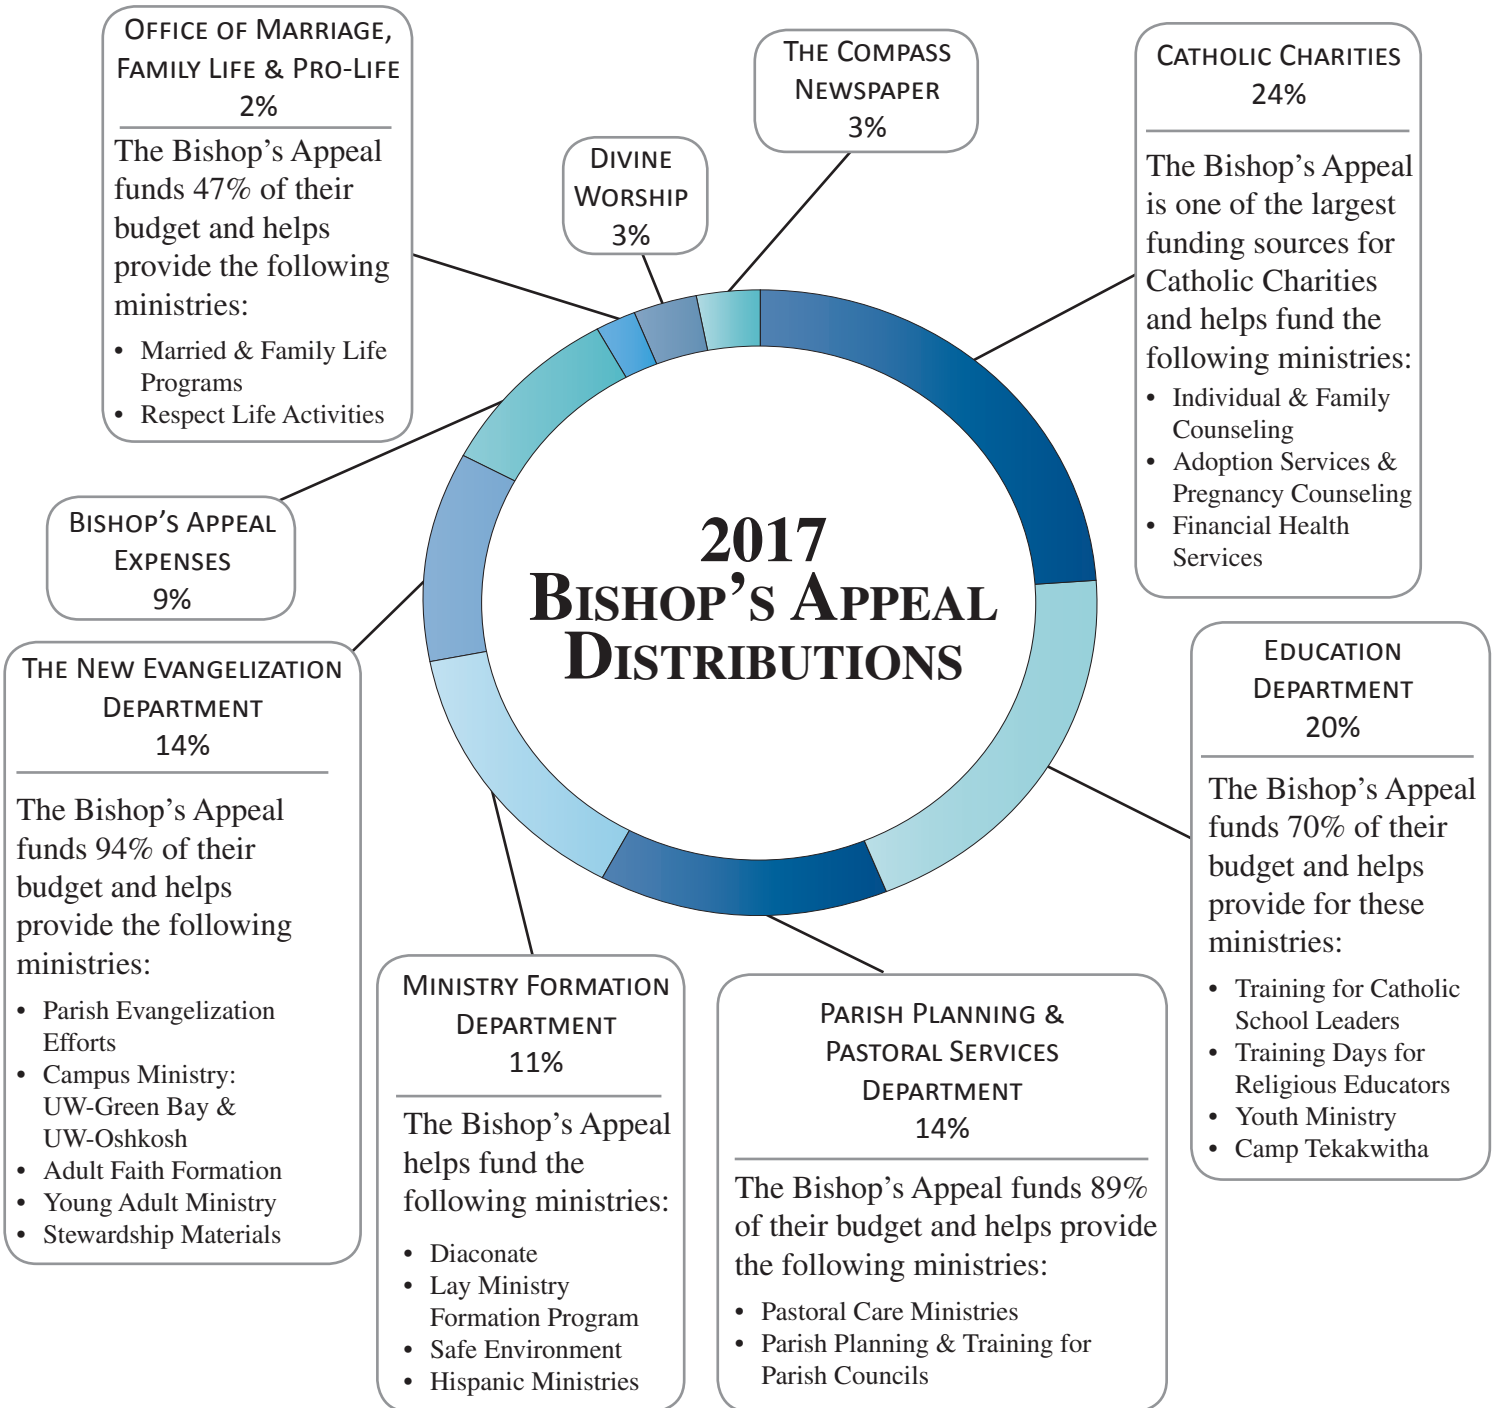 OFFICE OF MARRIAGE,
FAMILY LIFE & PRO-LIFE
2%
The Bishop’s Appeal
funds 47% of their
budget and helps
provide the following
ministries:
• Married & Family Life
Programs
• Respect Life Activities
DIVINE
WORSHIP
3%
THE COMPASS
NEWSPAPER
3%
CATHOLIC CHARITIES
24%
The Bishop’s Appeal
is one of the largest
funding sources for
Catholic Charities
and helps fund the
following ministries:
• Individual & Family
Counseling
• Adoption Services &
Pregnancy Counseling
• Financial Health
Services
BISHOP’S APPEAL
EXPENSES
9%
2017
BISHOP’S APPEAL
DISTRIBUTIONS
THE NEW EVANGELIZATION
DEPARTMENT
14%
The Bishop’s Appeal
funds 94% of their
budget and helps
provide the following
ministries:
• Parish Evangelization
Efforts
• Campus Ministry:
UW-Green Bay &
UW-Oshkosh
• Adult Faith Formation
• Young Adult Ministry
• Stewardship Materials
MINISTRY FORMATION
DEPARTMENT
11%
The Bishop’s Appeal
helps fund the
following ministries:
• Diaconate
• Lay Ministry
Formation Program
• Safe Environment
• Hispanic Ministries
PARISH PLANNING &
PASTORAL SERVICES
DEPARTMENT
14%
The Bishop’s Appeal funds 89%
of their budget and helps provide
the following ministries:
• Pastoral Care Ministries
• Parish Planning & Training for
Parish Councils
EDUCATION
DEPARTMENT
20%
The Bishop’s Appeal
funds 70% of their
budget and helps
provide for these
ministries:
• Training for Catholic
School Leaders
• Training Days for
Religious Educators
• Youth Ministry
• Camp Tekakwitha